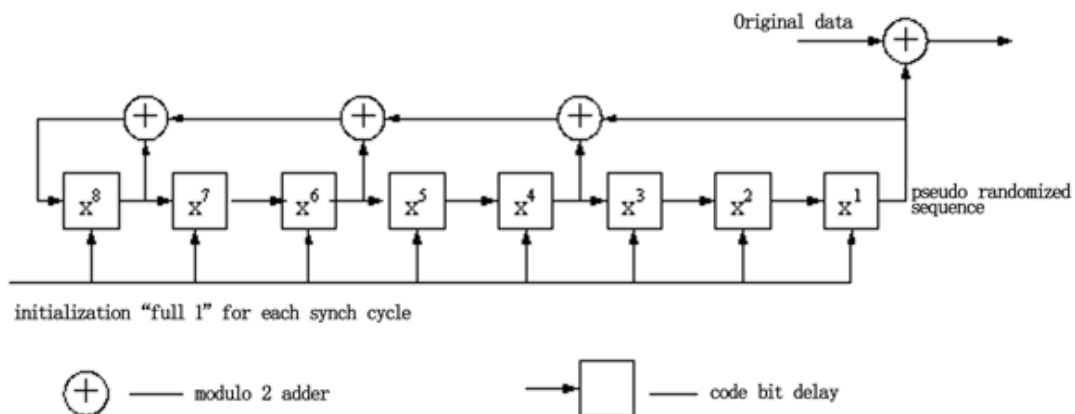 Original data
+
+
+
+
x⁸
x⁷
x⁶
x⁵
x⁴
x³
x²
x¹
pseudo randomized
sequence
initialization “full 1” for each synch cycle
+
modulo 2 adder
code bit delay